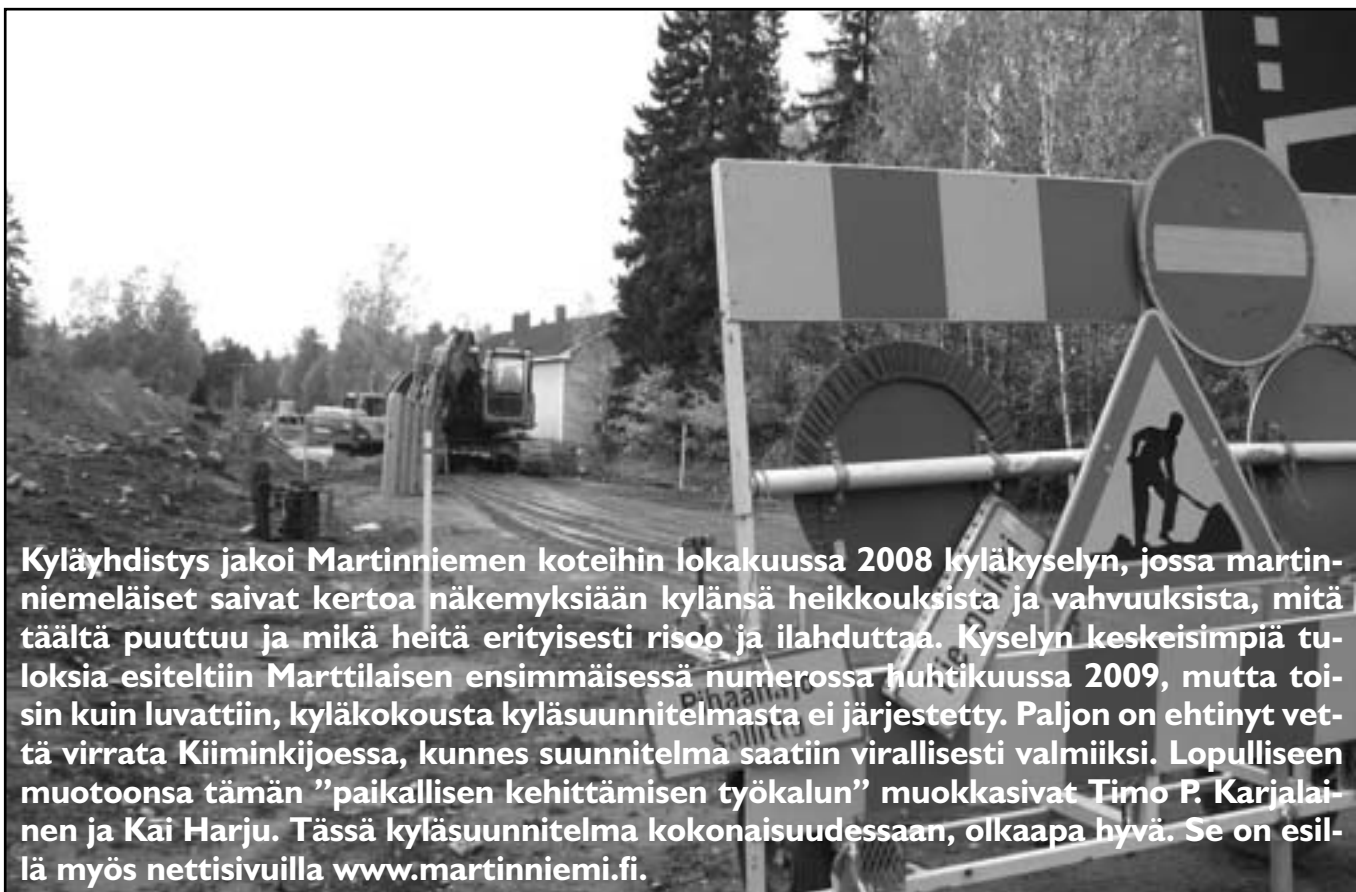 Kyläyhdistys jakoi Martinniemen koteihin lokakuussa 2008 kyläkyselyn, jossa martin-
niemeläiset saivat kertoa näkemyksiään kylänsä heikkouksista ja vahvuuksista, mitä
täältä puuttuu ja mikä heitä erityisesti risoo ja ilahduttaa. Kyselyn keskeisimpiä tu-
loksia esiteltiin Marttilaisen ensimmäisessä numerossa huhtikuussa 2009, mutta toi-
sin kuin luvattiin, kyläkokousta kyläsuunnitelmasta ei järjestetty. Paljon on ehtinyt vet-
tä virrata Kiiminkijoessa, kunnes suunnitelma saatiin virallisesti valmiiksi. Lopulliseen
muotoonsa tämän ”paikallisen kehittämisen työkalun” muokkasivat Timo P. Karjalai-
nen ja Kai Harju. Tässä kyläsuunnitelma kokonaisuudessaan, olkaapa hyvä. Se on esil-
lä myös nettisivuilla www.martinniemi.fi.
sallittu